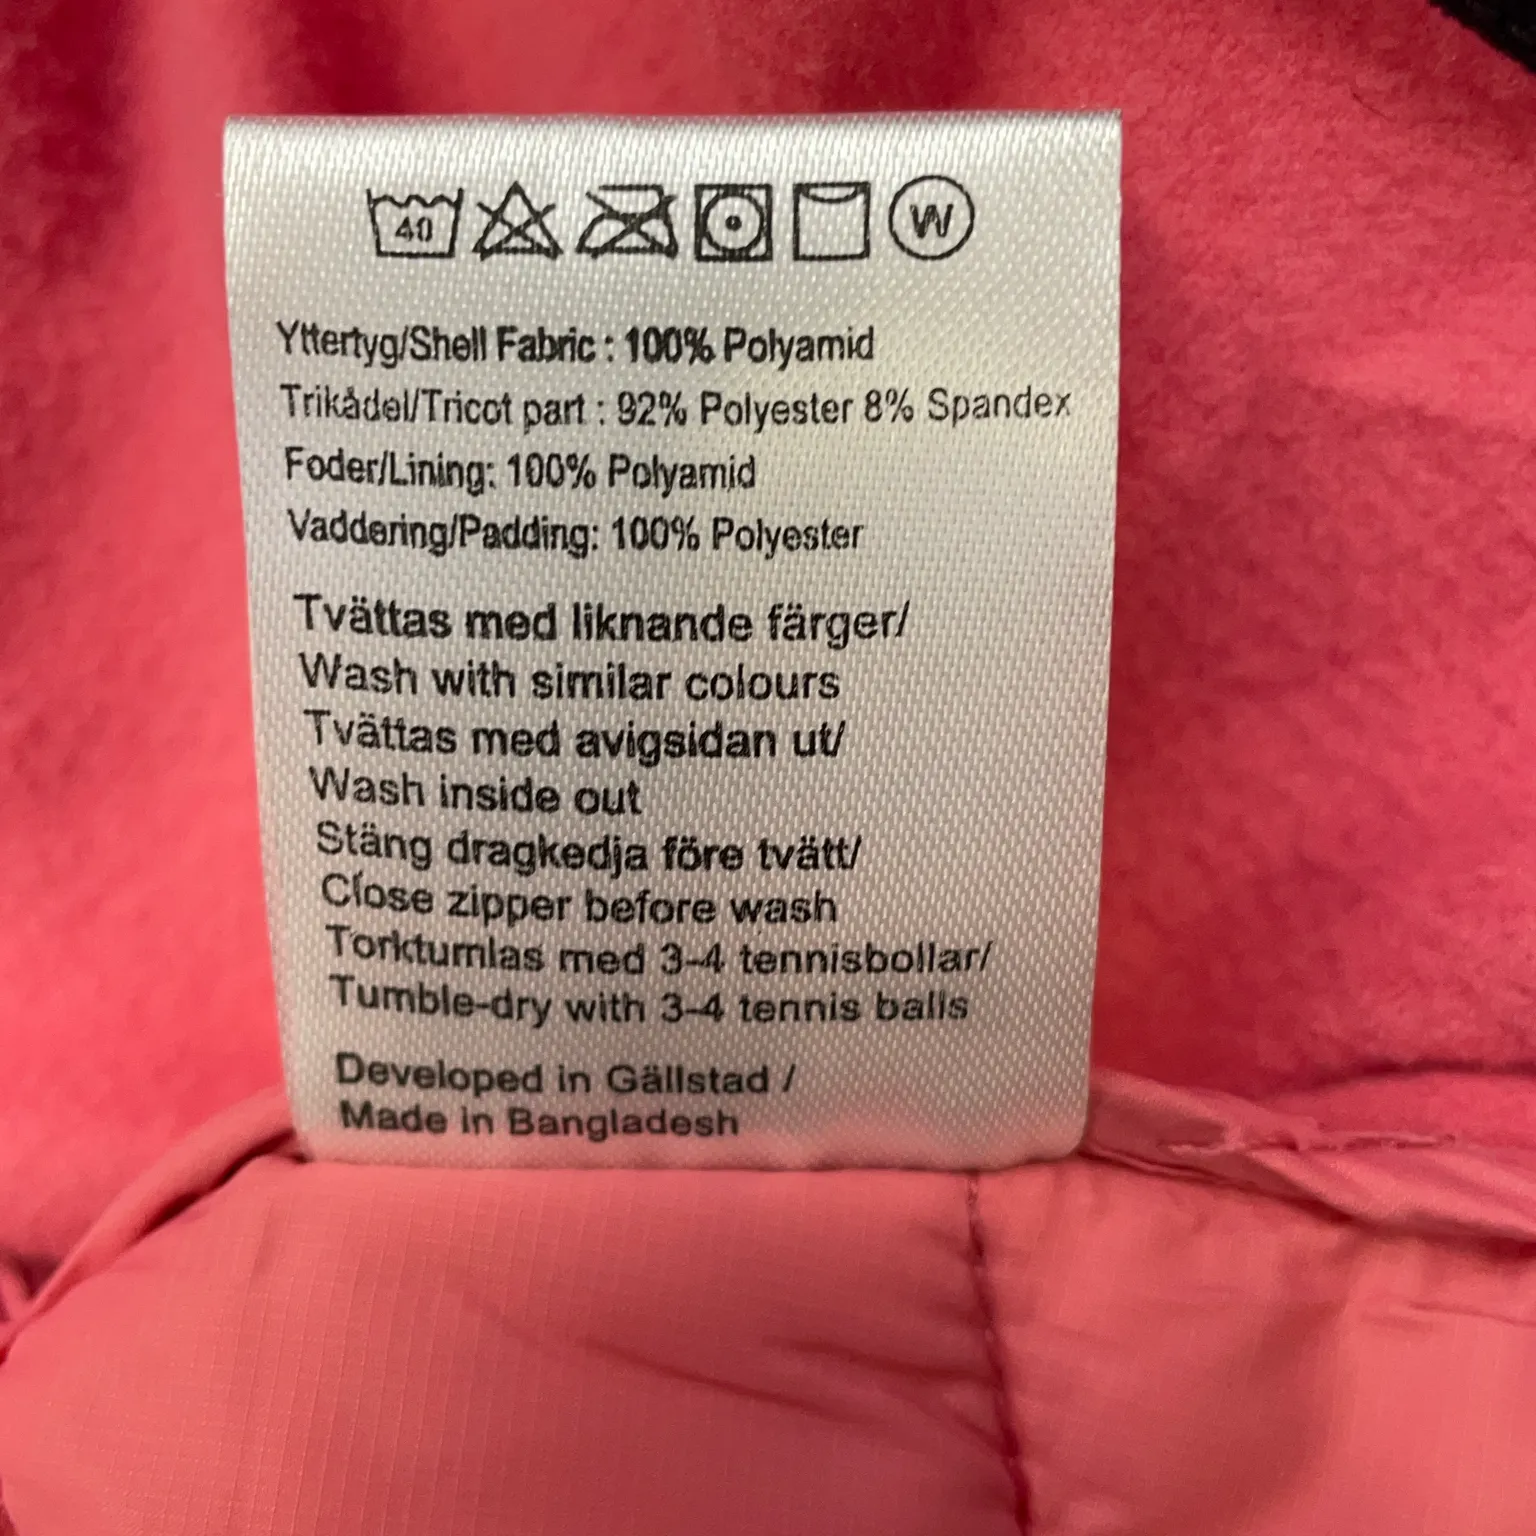 40 W
Yttertyg/Shell Fabric : 100% Polyamid
Trikådel/Tricot part : 92% Polyester 8% Spandex
Foder/Lining: 100% Polyamid
Vaddering/Padding: 100% Polyester
Tvättas med liknande färger/
Wash with similar colours
Tvättas med avigsidan ut/
Wash inside out
Stäng dragkedja före tvätt/
Close zipper before wash
Torktumlas med 3-4 tennisbollar/
Tumble-dry with 3-4 tennis balls
Developed in Gällstad /
Made in Bangladesh